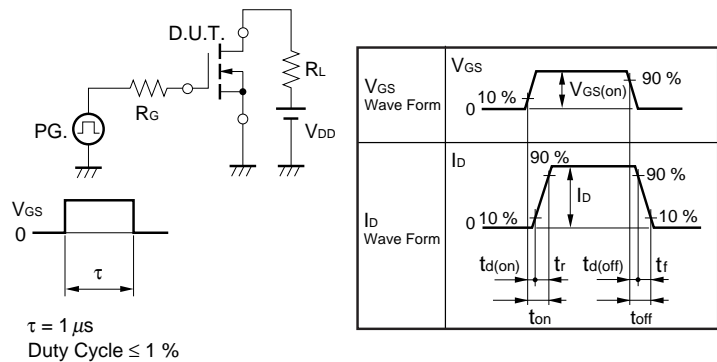 D.U.T.
RL
RG
PG.
VDD
VGS
0
τ
τ = 1 μs
Duty Cycle ≤ 1 %
VGS
Wave Form
VGS
0
10 %
VGS(on)
90 %
ID
Wave Form
ID
0
90 %
10 %
ID
90 %
10 %
td(on)
tr
td(off)
tf
ton
toff